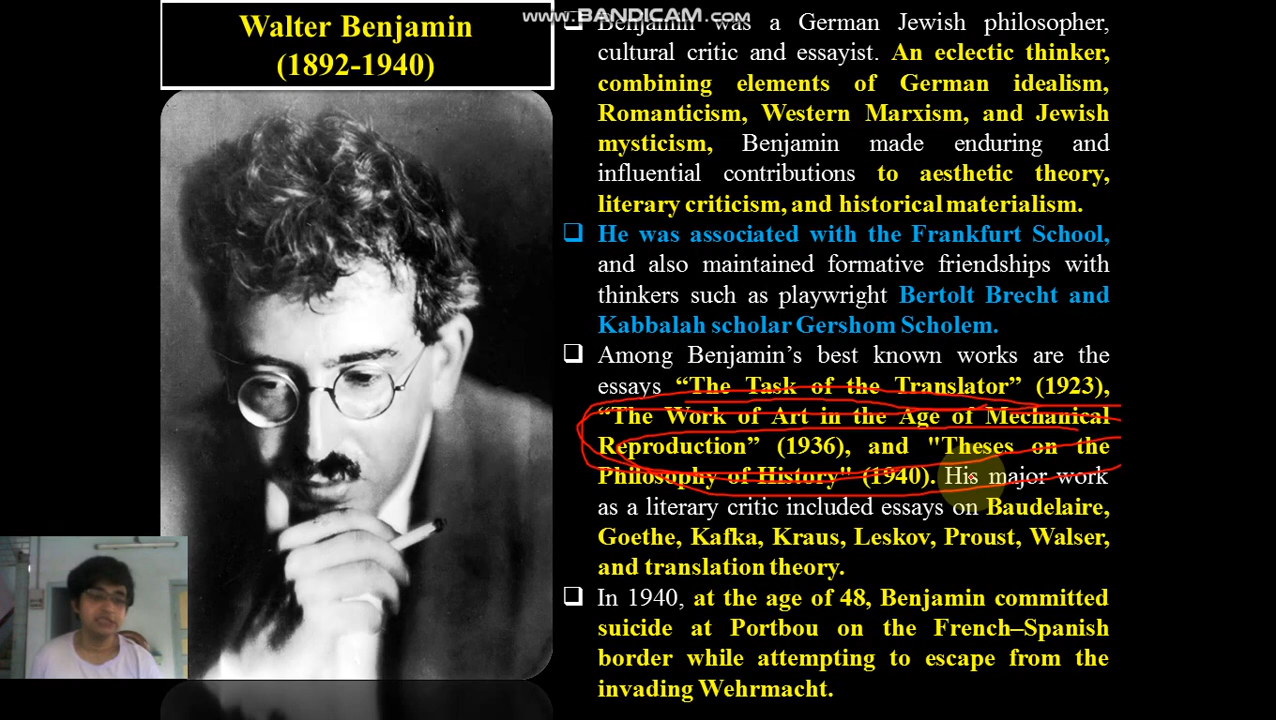 Walter Benjamin
(1892-1940)
www.BANDICAM.com
❑ Benjamin was a German Jewish philosopher,
cultural critic and essayist. An eclectic thinker,
combining elements of German idealism,
Romanticism, Western Marxism, and Jewish
mysticism, Benjamin made enduring and
influential contributions to aesthetic theory,
literary criticism, and historical materialism.
❑ He was associated with the Frankfurt School,
and also maintained formative friendships with
thinkers such as playwright Bertolt Brecht and
Kabbalah scholar Gershom Scholem.
❑ Among Benjamin’s best known works are the
essays “The Task of the Translator” (1923),
“The Work of Art in the Age of Mechanical
Reproduction” (1936), and "Theses on the
Philosophy of History" (1940). His major work
as a literary critic included essays on Baudelaire,
Goethe, Kafka, Kraus, Leskov, Proust, Walser,
and translation theory.
❑ In 1940, at the age of 48, Benjamin committed
suicide at Portbou on the French–Spanish
border while attempting to escape from the
invading Wehrmacht.